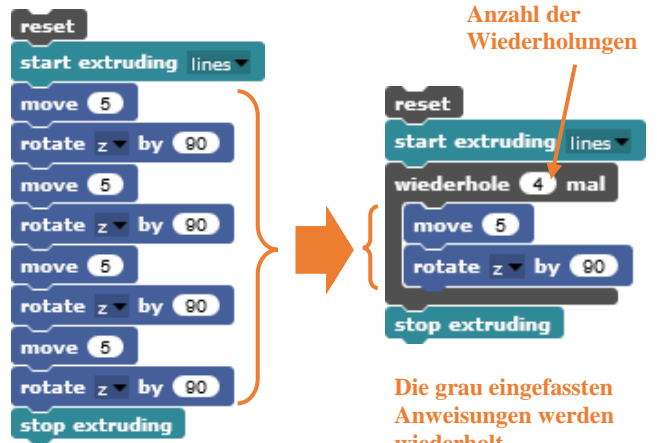 reset
start extruding lines
move 5
rotate z by 90
move 5
rotate z by 90
move 5
rotate z by 90
move 5
rotate z by 90
stop extruding
Anzahl der
Wiederholungen
reset
start extruding lines
wiederhole 4 mal
move 5
rotate z by 90
stop extruding
Die grau eingefassten
Anweisungen werden
wiederholt